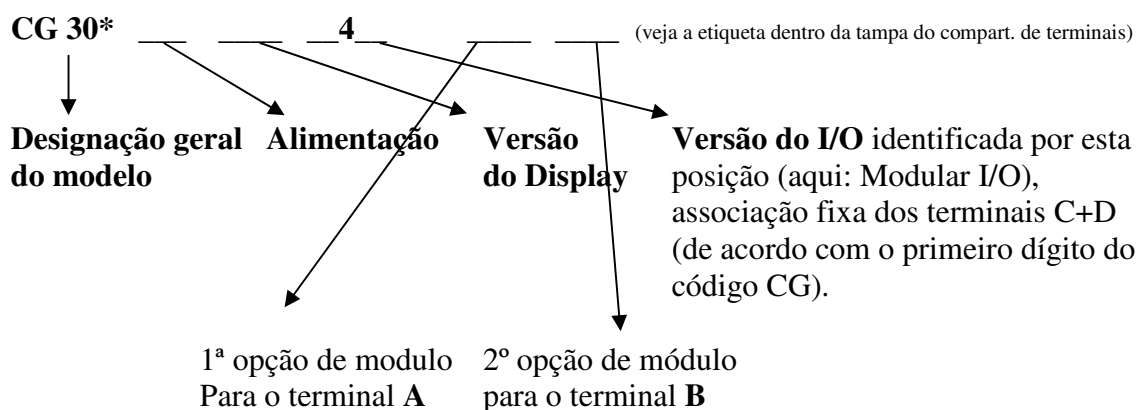 CG 30* ___ ____ __4__ ____ ____ (veja a etiqueta dentro da tampa do compart. de terminais)
Designação geral do modelo
Alimentação
Versão do Display
Versão do I/O identificada por esta
posição (aqui: Modular I/O),
associação fixa dos terminais C+D
(de acordo com o primeiro dígito do
código CG).
1ª opção de modulo
Para o terminal A
2º opção de módulo
para o terminal B